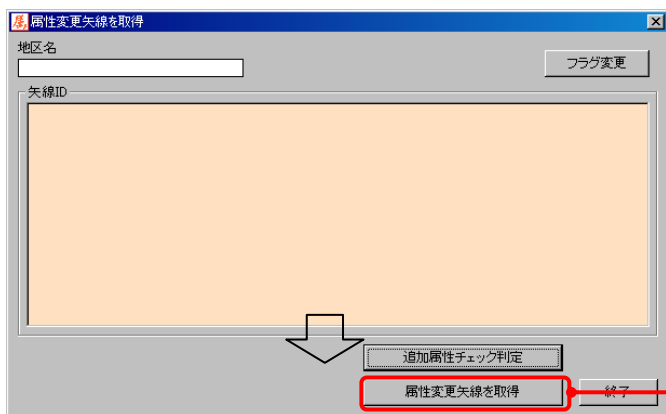 属 属性変更矢線を取得
地区名
フラグ変更
矢線ID
追加属性チェック判定
属性変更矢線を取得
終了